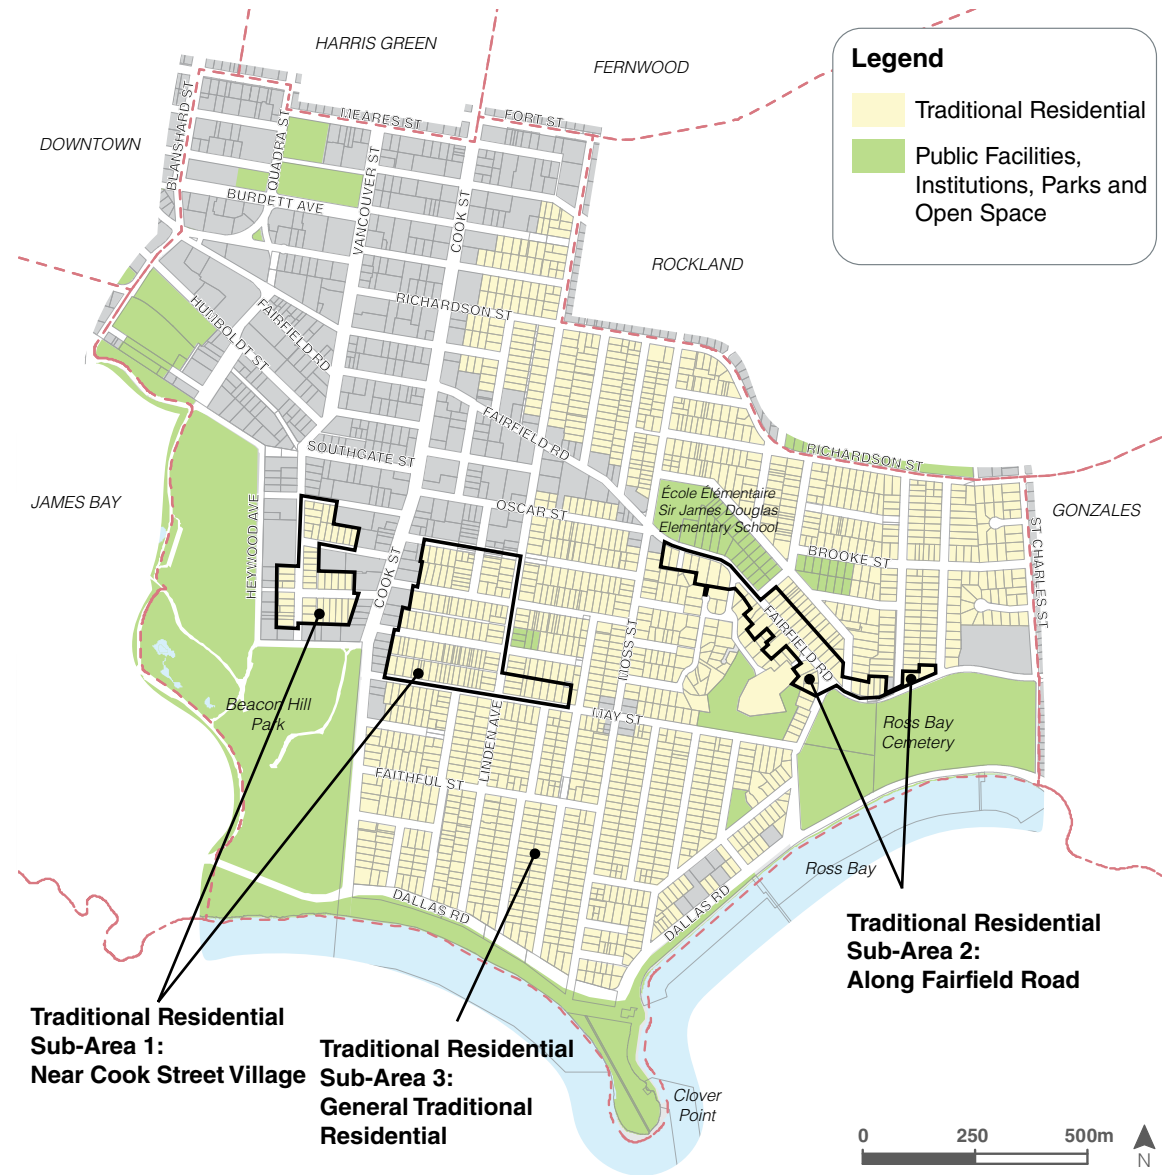 HARRIS GREEN
FERNWOOD
Legend
Traditional Residential
Public Facilities,
Institutions, Parks and
Open Space
DOWNTOWN
BLANSHARD ST
QUADRA ST
MEARES ST
FORT ST
VANCOUVER ST
COOK ST
BURDETT AVE
ROCKLAND
RICHARDSON ST
HUMBOLDT ST
FAIRFIELD RD
FAIRFIELD RD
SOUTHGATE ST
RICHARDSON ST
JAMES BAY
HEYWOOD AVE
OSCAR ST
École Élémentaire
Sir James Douglas
Elementary School
GONZALES
BROOKE ST
ST CHARLES ST
COOK ST
MOSS ST
FAIRFIELD RD
Beacon Hill
Park
LINDEN AVE
MAY ST
Ross Bay
Cemetery
FAITHFUL ST
Ross Bay
DALLAS RD
DALLAS RD
Traditional Residential
Sub-Area 2:
Along Fairfield Road
Traditional Residential
Sub-Area 1:
Near Cook Street Village
Traditional Residential
Sub-Area 3:
General Traditional
Residential
Clover
Point
0 250 500m
N